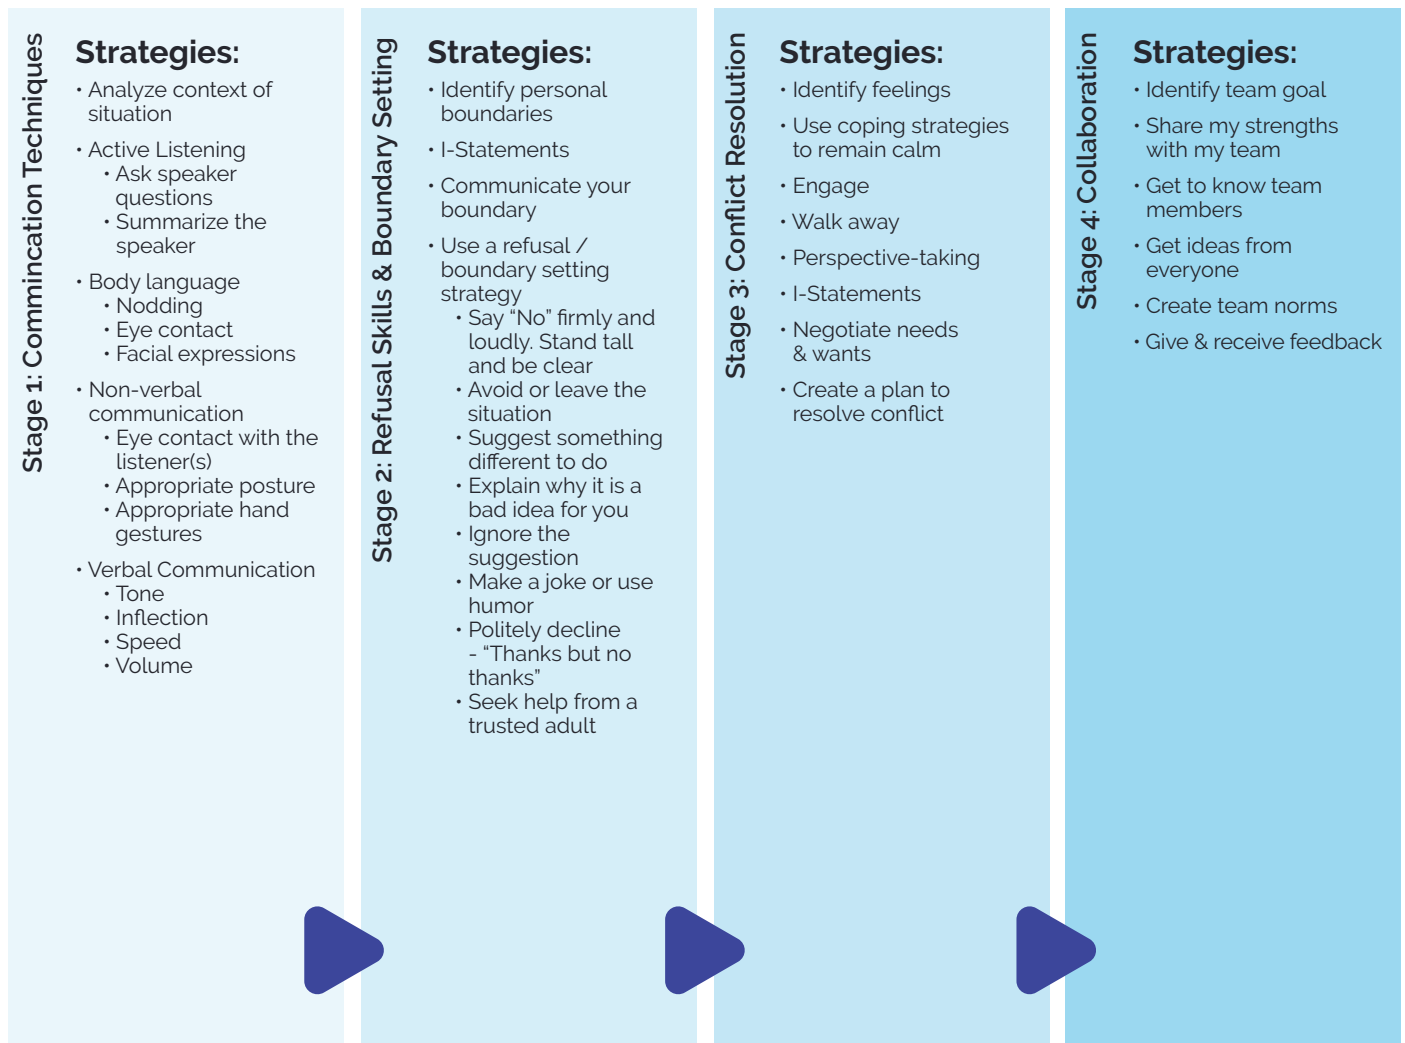 Stage 1: Commincation Techniques
Strategies:
• Analyze context of
situation
• Active Listening
• Ask speaker
questions
• Summarize the
speaker
• Body language
• Nodding
• Eye contact
• Facial expressions
• Non-verbal
communication
• Eye contact with the
listener(s)
• Appropriate posture
• Appropriate hand
gestures
• Verbal Communication
• Tone
• Inflection
• Speed
• Volume
Stage 2: Refusal Skills & Boundary Setting
Strategies:
• Identify personal
boundaries
• I-Statements
• Communicate your
boundary
• Use a refusal /
boundary setting
strategy
• Say “No” firmly and
loudly. Stand tall
and be clear
• Avoid or leave the
situation
• Suggest something
different to do
• Explain why it is a
bad idea for you
• Ignore the
suggestion
• Make a joke or use
humor
• Politely decline
- “Thanks but no
thanks”
• Seek help from a
trusted adult
Stage 3: Conflict Resolution
Strategies:
• Identify feelings
• Use coping strategies
to remain calm
• Engage
• Walk away
• Perspective-taking
• I-Statements
• Negotiate needs
& wants
• Create a plan to
resolve conflict
Stage 4: Collaboration
Strategies:
• Identify team goal
• Share my strengths
with my team
• Get to know team
members
• Get ideas from
everyone
• Create team norms
• Give & receive feedback